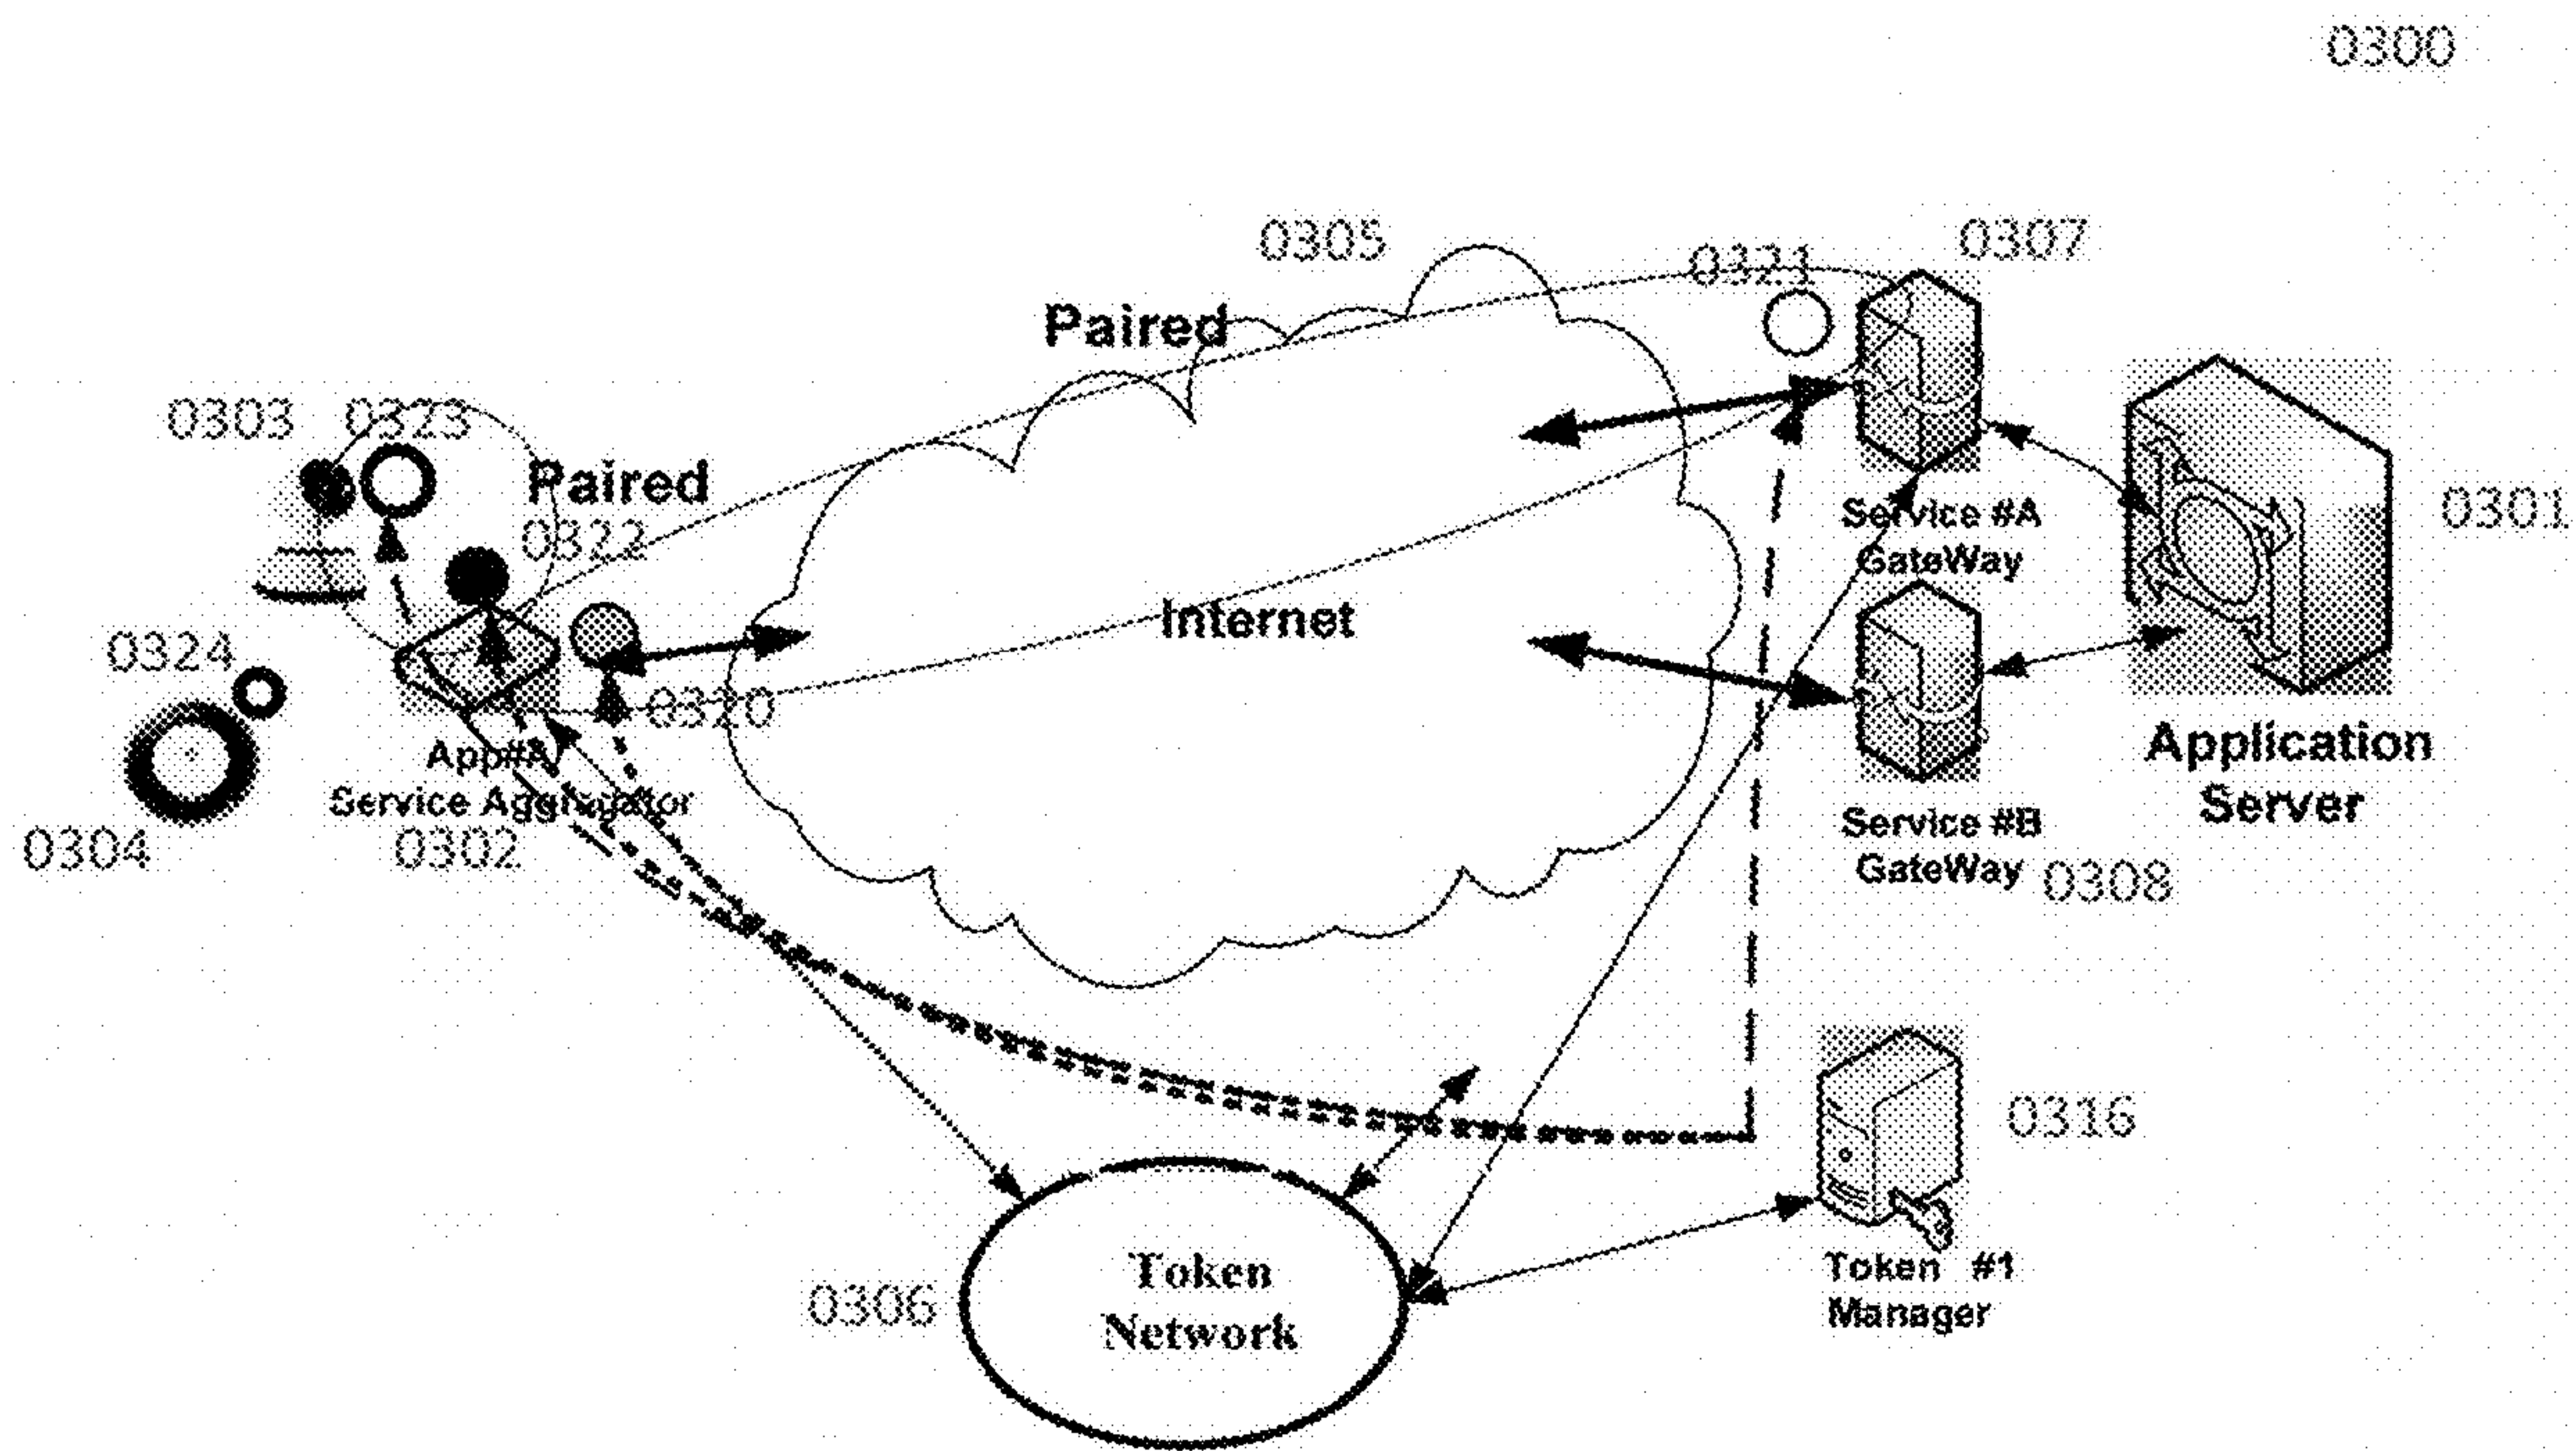 0300
0305
0307
0321
Paired
0303
0323
Paired
0322
Service #A
GateWay
0301
Internet
0324
0320
App#A
Service Aggregator
0302
0304
Application
Server
Service #B
GateWay
0308
0316
Token #1
Manager
0306
Token
Network